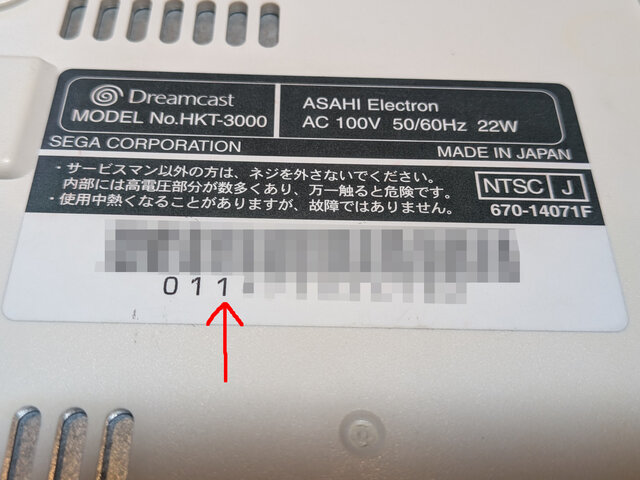 Dreamcast
MODEL No.HKT-3000
ASAHI Electron
AC 100V 50/60Hz 22W
SEGA CORPORATION
MADE IN JAPAN
・サービスマン以外の方は、ネジを外さないでください。
内部には高電圧部分が数多くあり、万一触ると危険です。
・使用中熱くなることがありますが、故障ではありません。
NTSC J
670-14071F
011